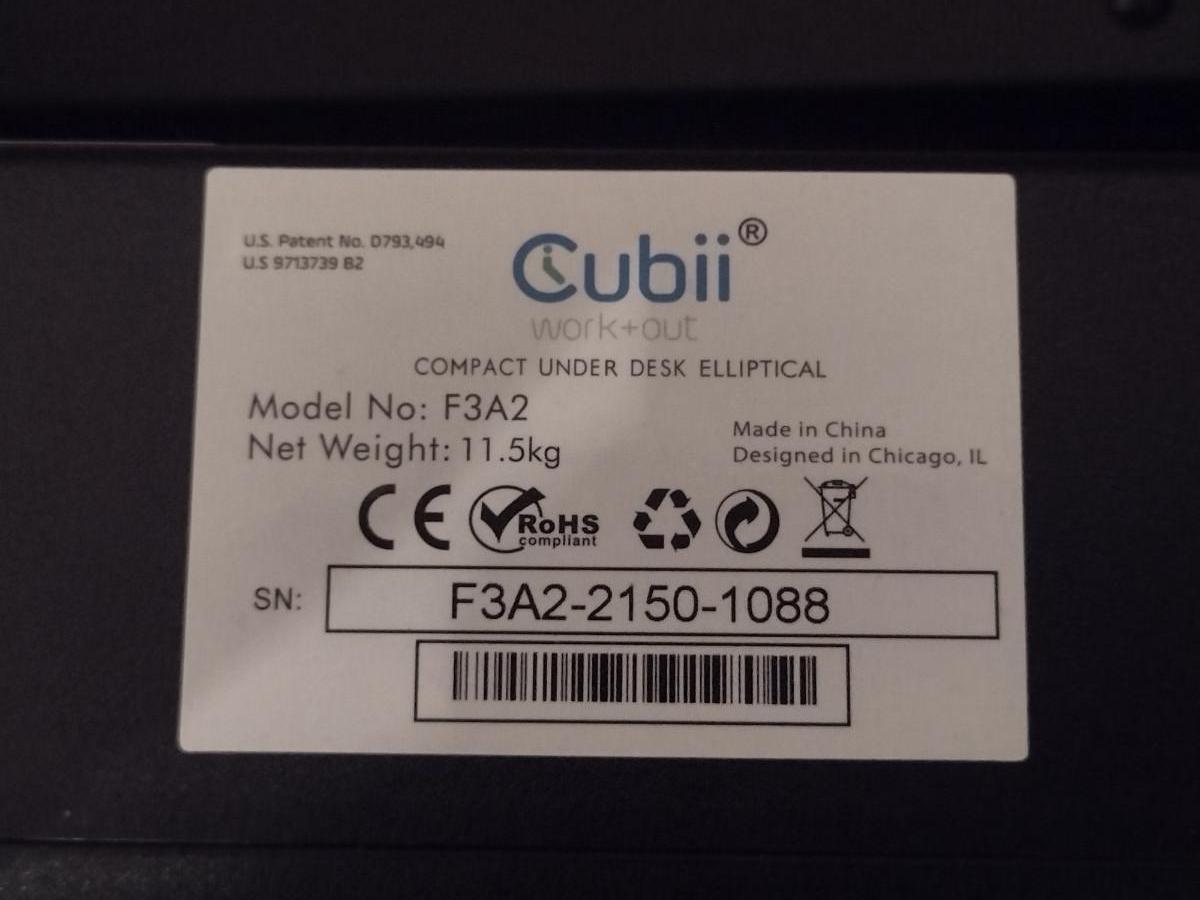 U.S. Patent No. D793,494
U.S 9713739 B2
Cubii®
work+out
COMPACT UNDER DESK ELLIPTICAL
Model No: F3A2
Net Weight: 11.5kg
Made in China
Designed in Chicago, IL
CE
RoHS
compliant
SN: F3A2-2150-1088